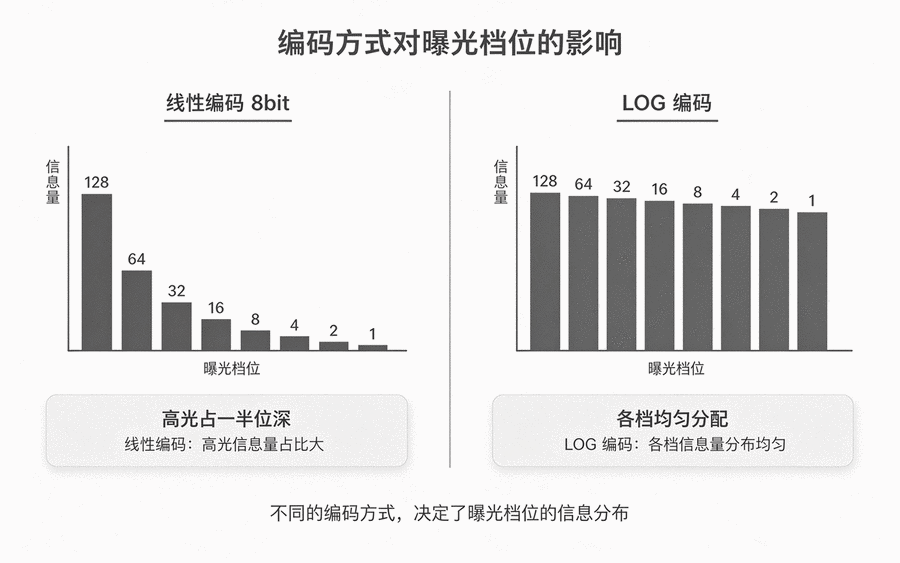 编码方式对曝光档位的影响
线性编码 8bit
信息量
128
64
32
16
8
4
2
1
曝光档位
高光占一半位深
线性编码：高光信息量占比大
LOG 编码
信息量
128
64
32
16
8
4
2
1
曝光档位
各档均匀分配
LOG 编码：各档信息量分布均匀
不同的编码方式，决定了曝光档位的信息分布